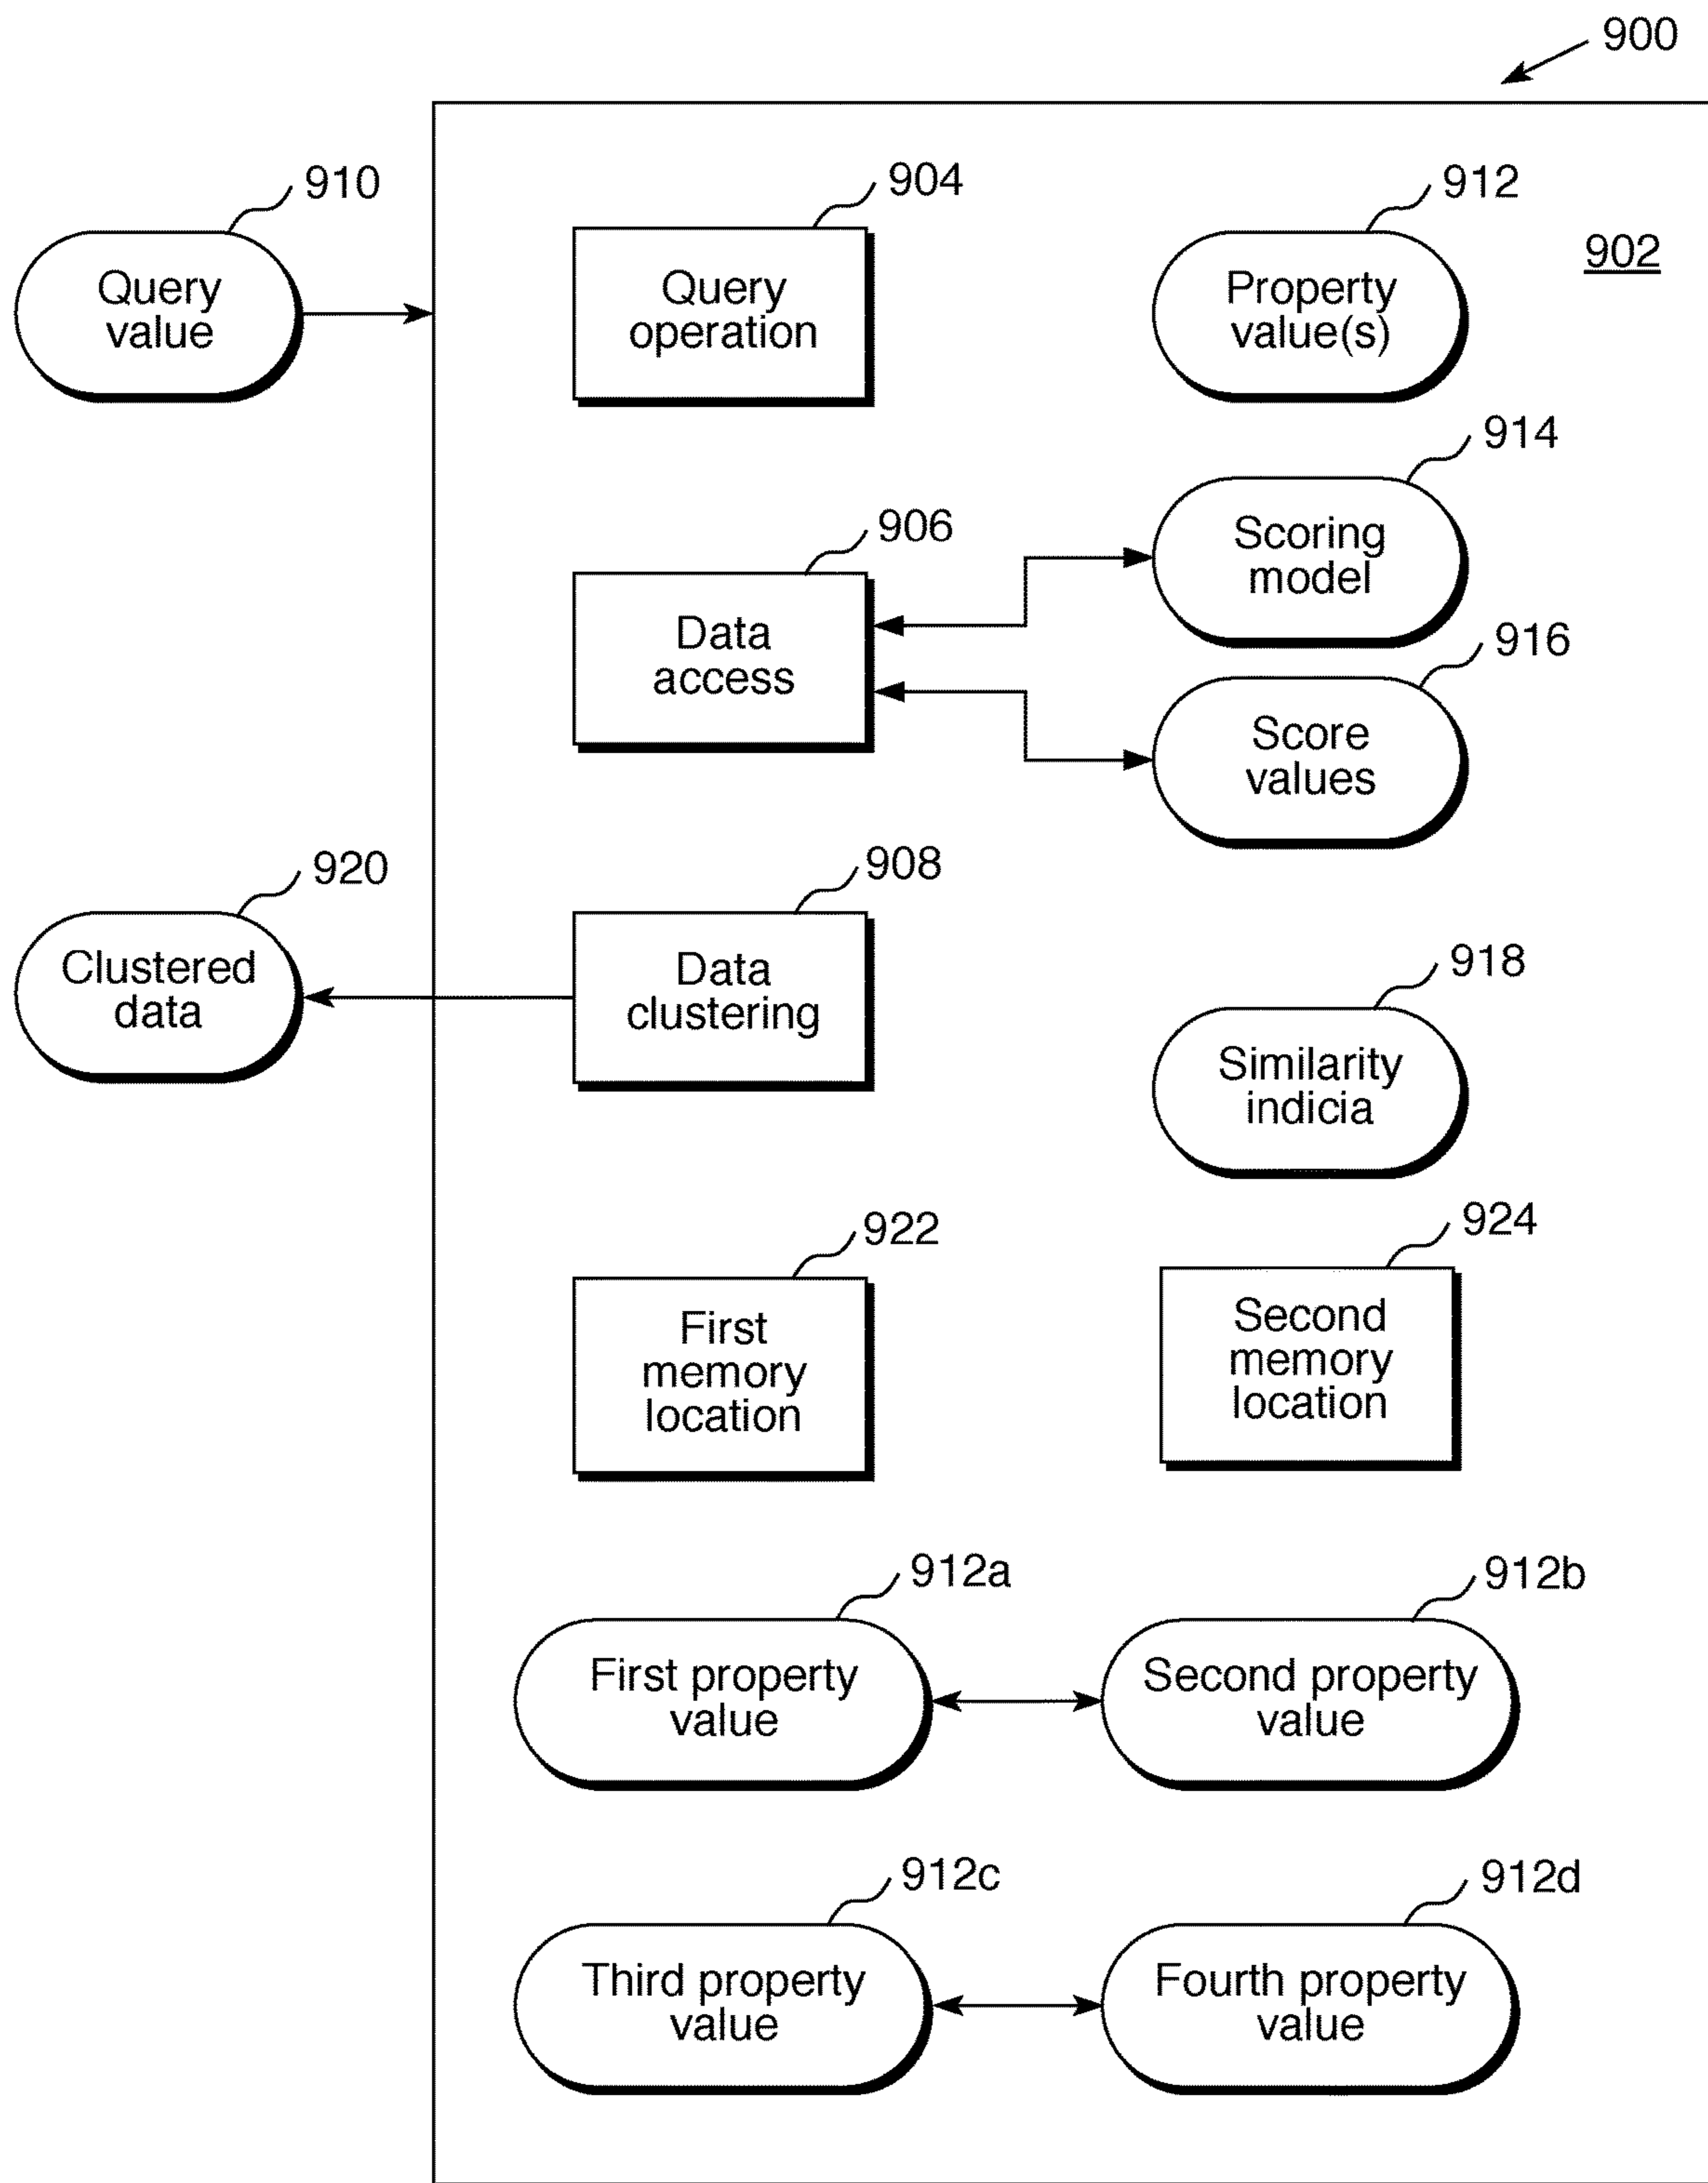 900
910
904
912
902
Query
value
Query
operation
Property
value(s)
914
906
Scoring
model
Data
access
916
Score
values
920
908
Clustered
data
Data
clustering
918
Similarity
indicia
922
924
First
memory
location
Second
memory
location
912a
912b
First property
value
Second property
value
912c
912d
Third property
value
Fourth property
value